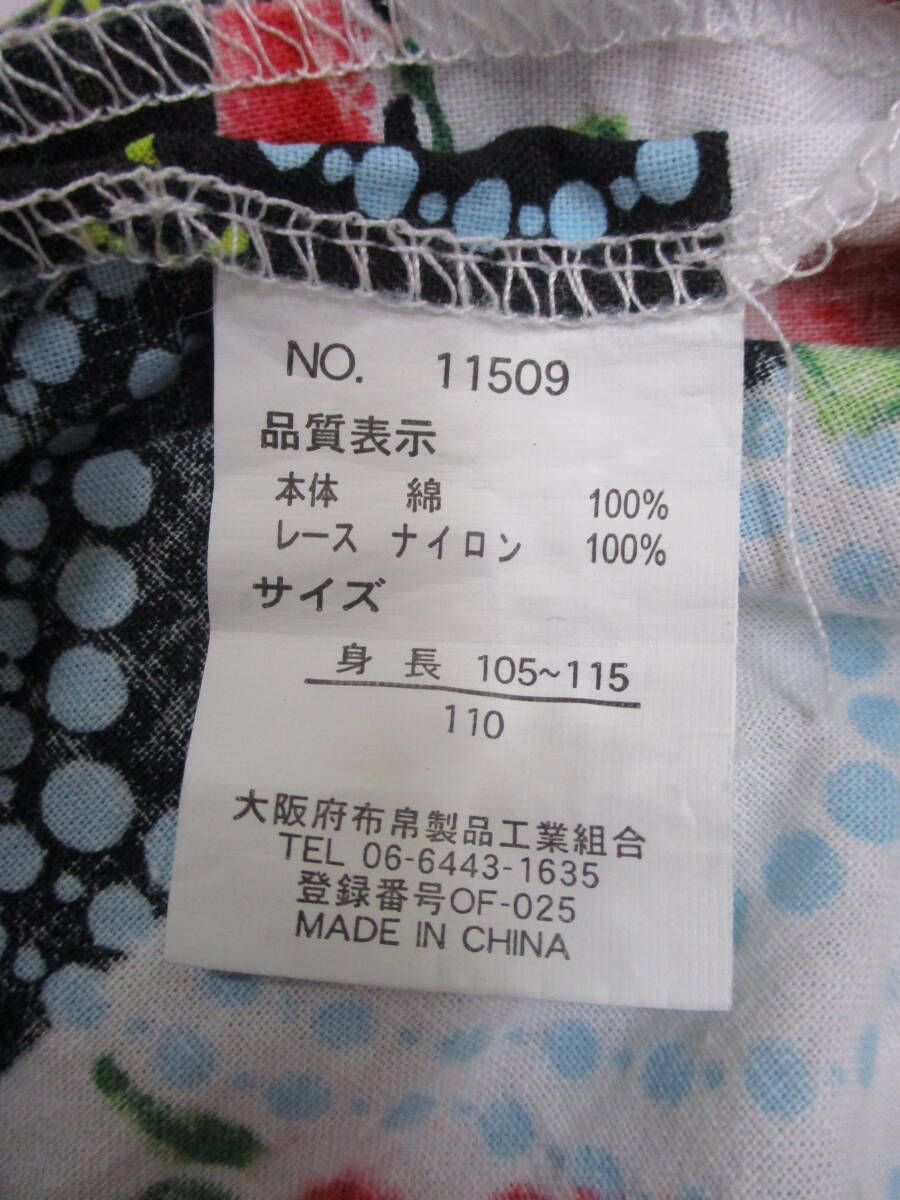 NO. 11509
品質表示
本体 綿 100%
レース ナイロン 100%
サイズ
身長 105~115
110
大阪府布帛製品工業組合
TEL 06-6443-1635
登録番号OF-025
MADE IN CHINA